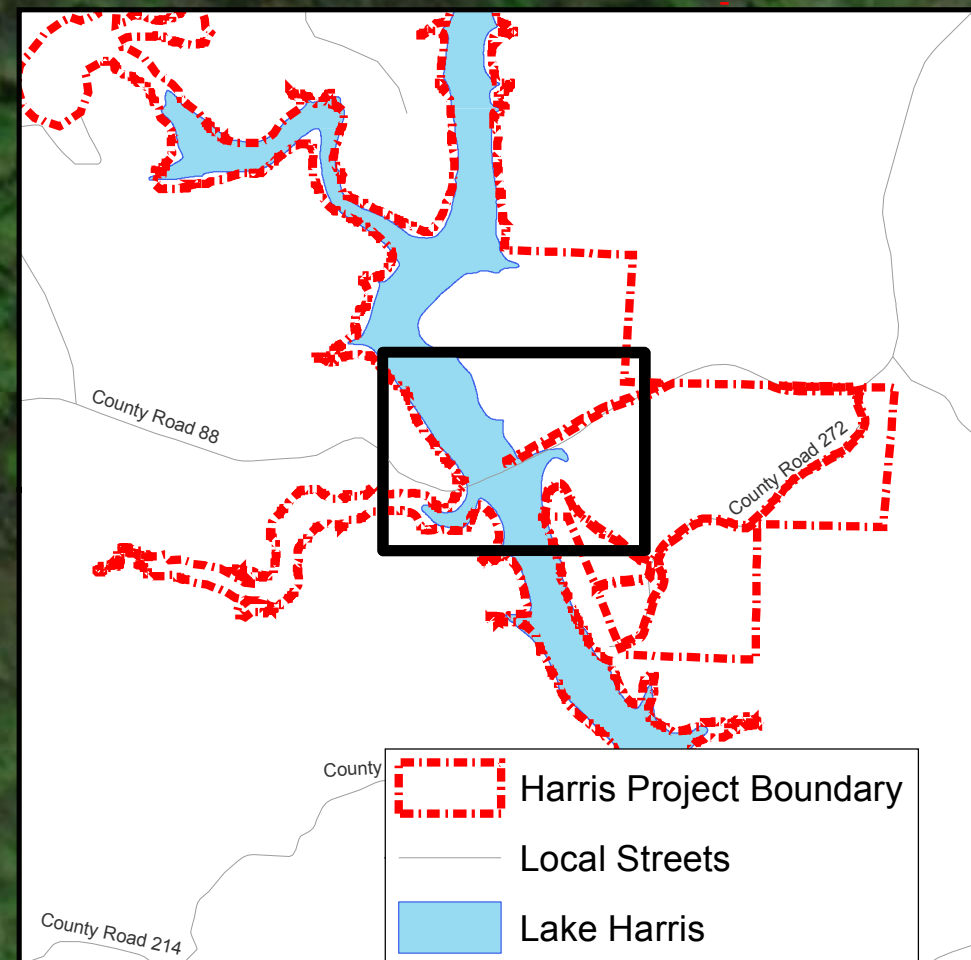 County Road 88
County Road 272
County
Harris Project Boundary
Local Streets
Lake Harris
County Road 214